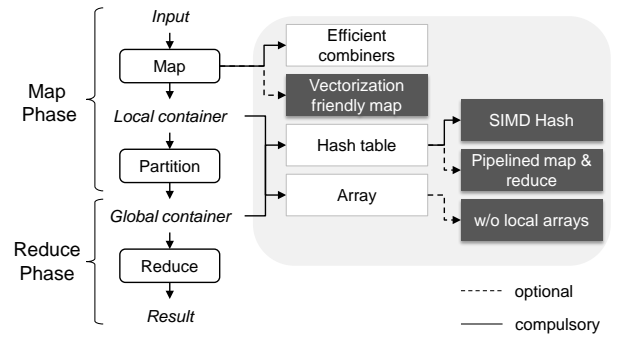 Input
Map
Local container
Partition
Global container
Reduce
Result
Map
Phase
Reduce
Phase
Efficient
combiners
Vectorization
friendly map
Hash table
Array
SIMD Hash
Pipelined map &
reduce
w/o local arrays
optional
compulsory